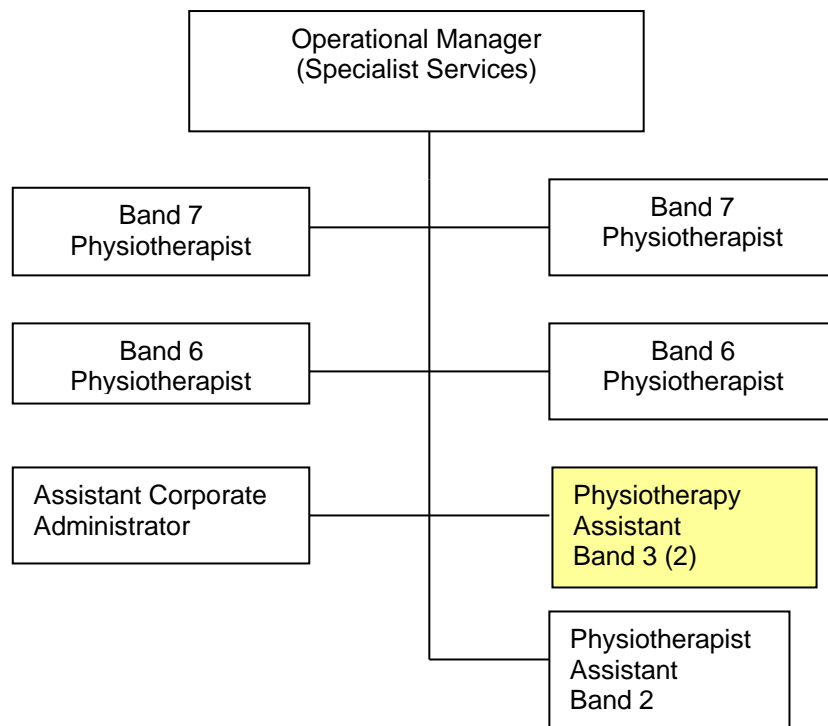 Operational Manager
(Specialist Services)
Band 7
Physiotherapist
Band 7
Physiotherapist
Band 6
Physiotherapist
Band 6
Physiotherapist
Assistant Corporate
Administrator
Physiotherapy
Assistant
Band 3 (2)
Physiotherapist
Assistant
Band 2